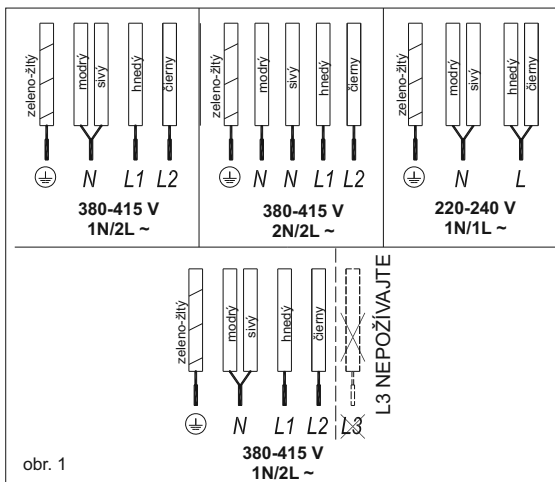 zeleno-žltý modrý sivý hnedý čierny
N L1 L2
380-415 V
1N/2L ~
zeleno-žltý modrý sivý hnedý čierny
N N L1 L2
380-415 V
2N/2L ~
zeleno-žltý modrý sivý hnedý čierny
N L
220-240 V
1N/1L ~
zeleno-žltý modrý sivý hnedý čierny
L3 NEPOŽÍVAJTE
N L1 L2 L3
380-415 V
1N/2L ~
obr. 1